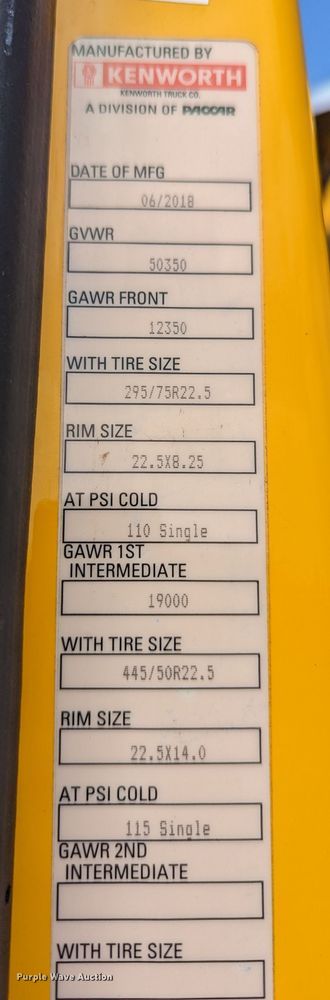 MANUFACTURED BY
KENWORTH
KENWORTH TRUCK CO.
A DIVISION OF PACCAR
DATE OF MFG
06/2018
GVWR
50350
GAWR FRONT
12350
WITH TIRE SIZE
295/75R22.5
RIM SIZE
22.5X8.25
AT PSI COLD
110 Single
GAWR 1ST
INTERMEDIATE
19000
WITH TIRE SIZE
445/50R22.5
RIM SIZE
22.5X14.0
AT PSI COLD
115 Single
GAWR 2ND
INTERMEDIATE
WITH TIRE SIZE
Purple Wave Auction